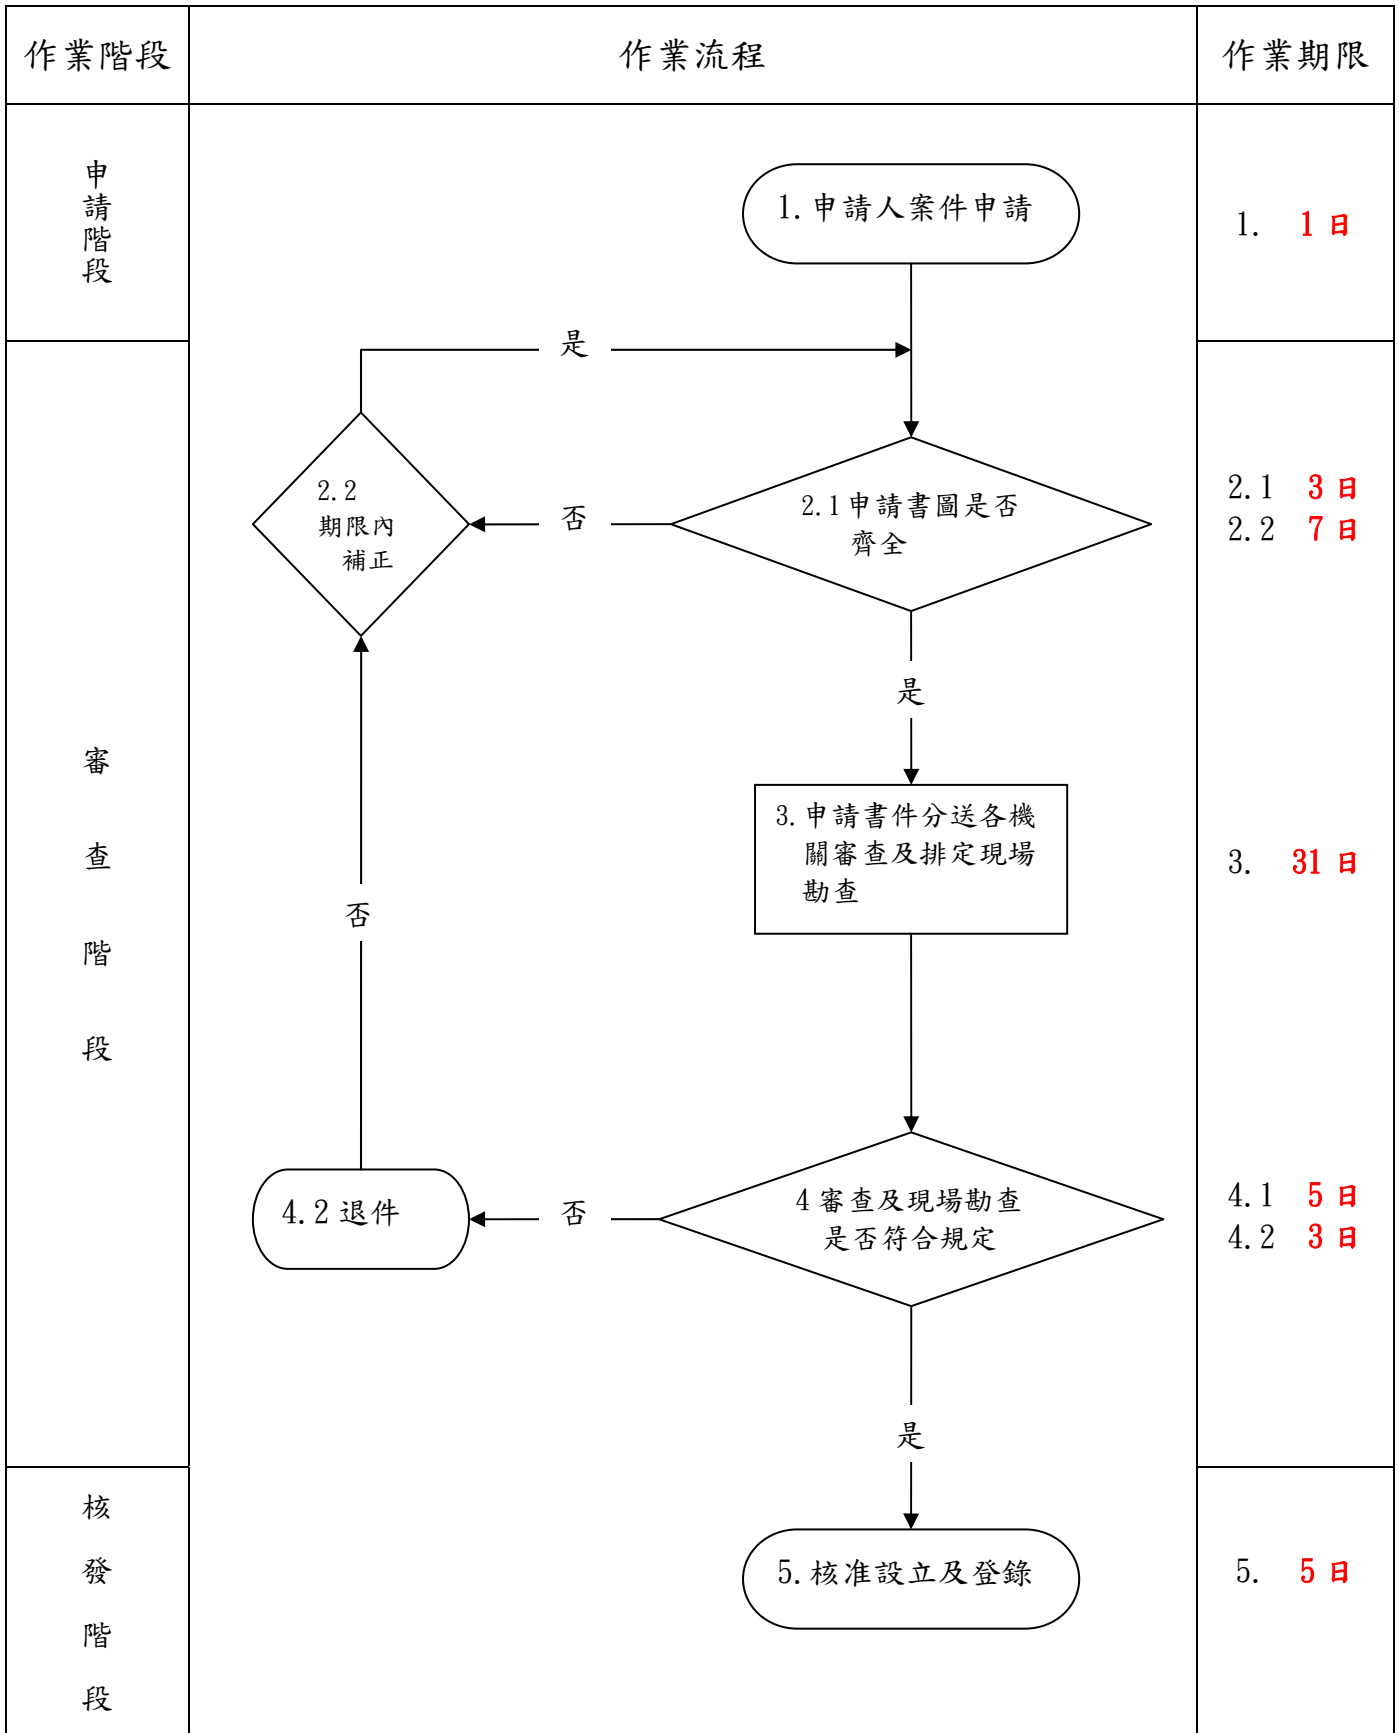 作業階段
作業流程
作業期限
申請階段
1.申請人案件申請
1. 1日
是
審查階段
2.2
期限內
補正
否
2.1申請書圖是否
齊全
2.1 3日
2.2 7日
是
3.申請書件分送各機
關審查及排定現場
勘查
3. 31日
否
4.2退件
否
4審查及現場勘查
是否符合規定
4.1 5日
4.2 3日
是
核發階段
5.核准設立及登錄
5. 5日